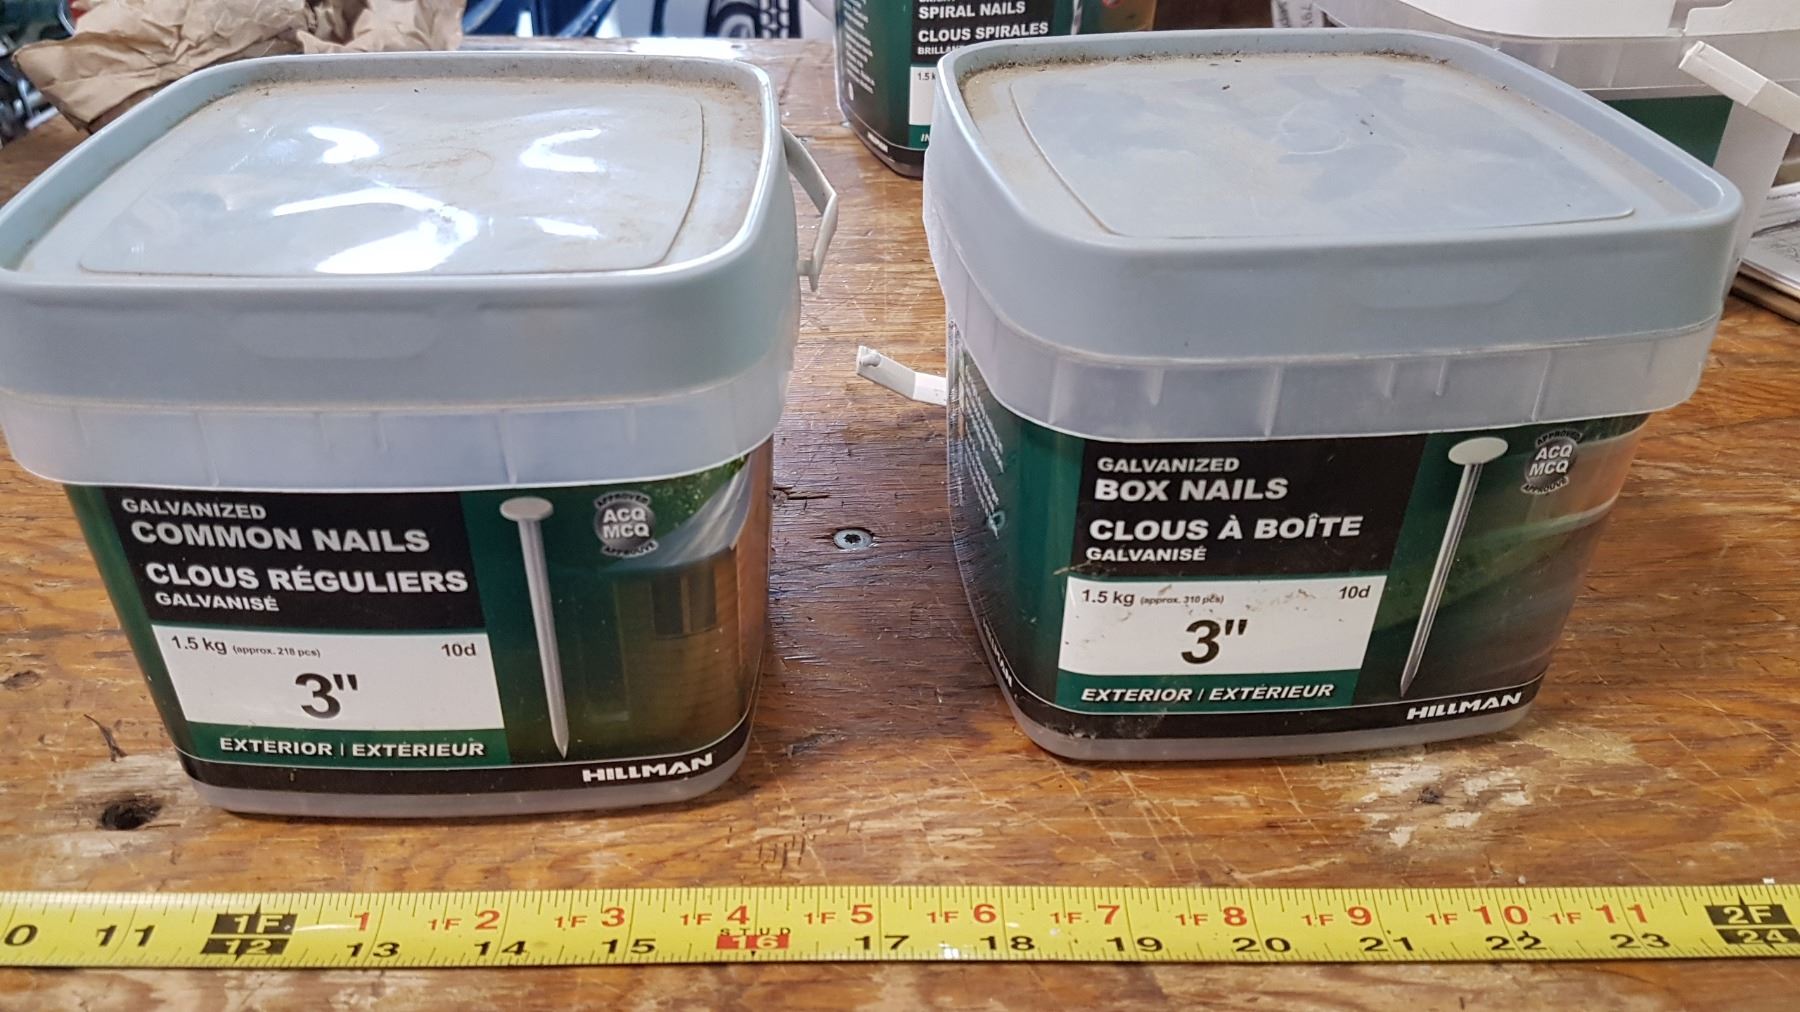 SPIRAL NAILS
CLOUS SPIRALES
GALVANIZED
COMMON NAILS
CLOUS RÉGULIERS
GALVANISÉ
1.5 kg (approx. 218 pcs) 10d
3"
EXTERIOR / EXTÉRIEUR
HILLMAN
APPROVED
ACQ
MCQ
APPROUVÉ
GALVANIZED
BOX NAILS
CLOUS À BOÎTE
GALVANISÉ
1.5 kg (approx. 310 pcs) 10d
3"
EXTERIOR / EXTÉRIEUR
HILLMAN
APPROVED
ACQ
MCQ
APPROUVÉ
1F 1 1F 2 1F 3 1F 4 1F 5 1F 6 1F 7 1F 8 1F 9 1F 10 1F 11 2F
STUD
0 11 12 13 14 15 16 17 18 19 20 21 22 23 24